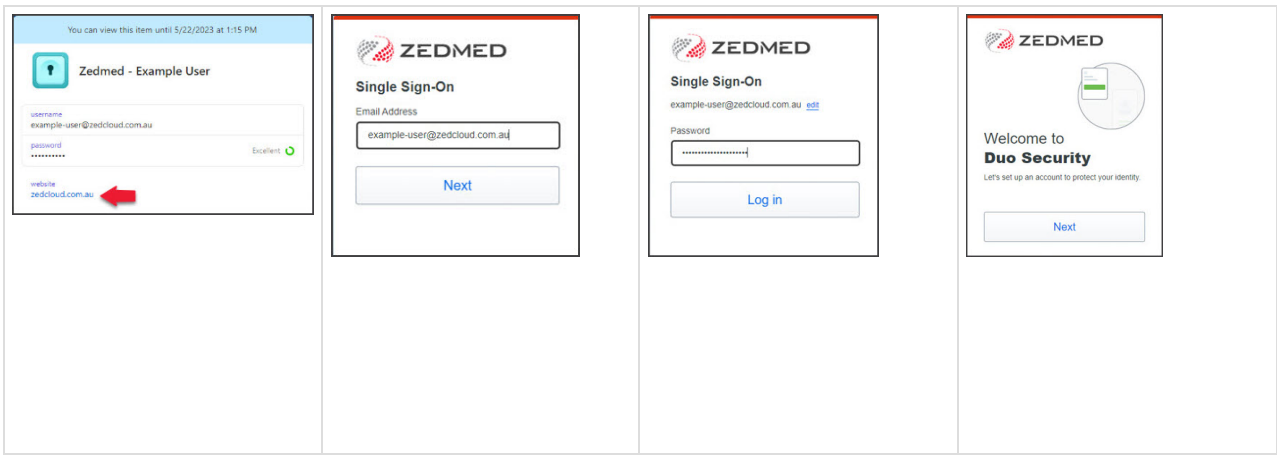 You can view this item until 5/22/2023 at 1:15 PM
Zedmed - Example User
username
example-user@zedcloud.com.au
password
••••••••••
Excellent
website
zedcloud.com.au
ZEDMED
Single Sign-On
Email Address
example-user@zedcloud.com.au
Next
ZEDMED
Single Sign-On
example-user@zedcloud.com.au edit
Password
••••••••••••••••••••
Log in
ZEDMED
Welcome to
Duo Security
Let's set up an account to protect your identity.
Next